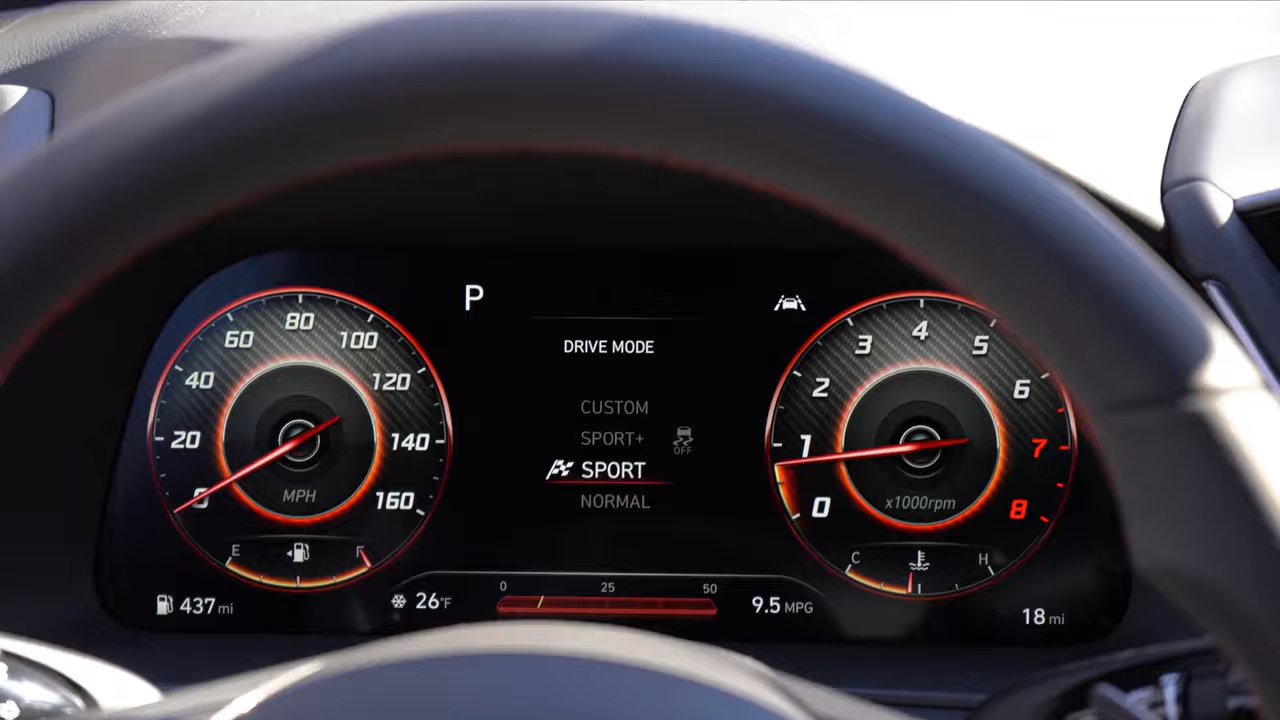 P
DRIVE MODE
CUSTOM
SPORT+
OFF
SPORT
NORMAL
0
20
40
60
80
100
120
140
160
MPH
E
F
0
1
2
3
4
5
6
7
8
x1000rpm
C
H
437 mi
26°F
0 25 50
9.5 MPG
18 mi